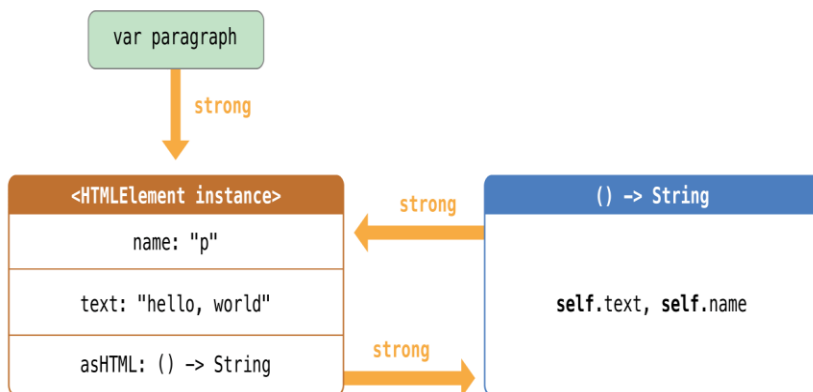 var paragraph
strong
<HTMLElement instance>
name: "p"
text: "hello, world"
asHTML: () -> String
strong
strong
() -> String
self.text, self.name